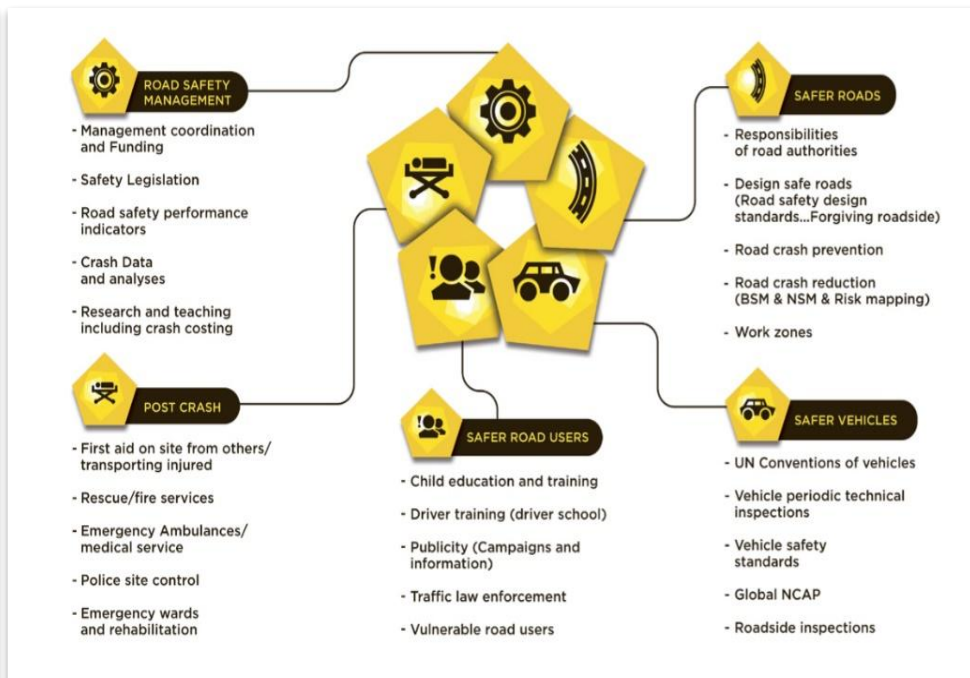 ROAD SAFETY
MANAGEMENT
- Management coordination
and Funding
- Safety Legislation
- Road safety performance
indicators
- Crash Data
and analyses
- Research and teaching
including crash costing
SAFER ROADS
- Responsibilities
of road authorities
- Design safe roads
(Road safety design
standards...Forgiving roadside)
- Road crash prevention
- Road crash reduction
(BSM & NSM & Risk mapping)
- Work zones
POST CRASH
- First aid on site from others/
transporting injured
- Rescue/fire services
- Emergency Ambulances/
medical service
- Police site control
- Emergency wards
and rehabilitation
SAFER ROAD USERS
- Child education and training
- Driver training (driver school)
- Publicity (Campaigns and
information)
- Traffic law enforcement
- Vulnerable road users
SAFER VEHICLES
- UN Conventions of vehicles
- Vehicle periodic technical
inspections
- Vehicle safety
standards
- Global NCAP
- Roadside inspections